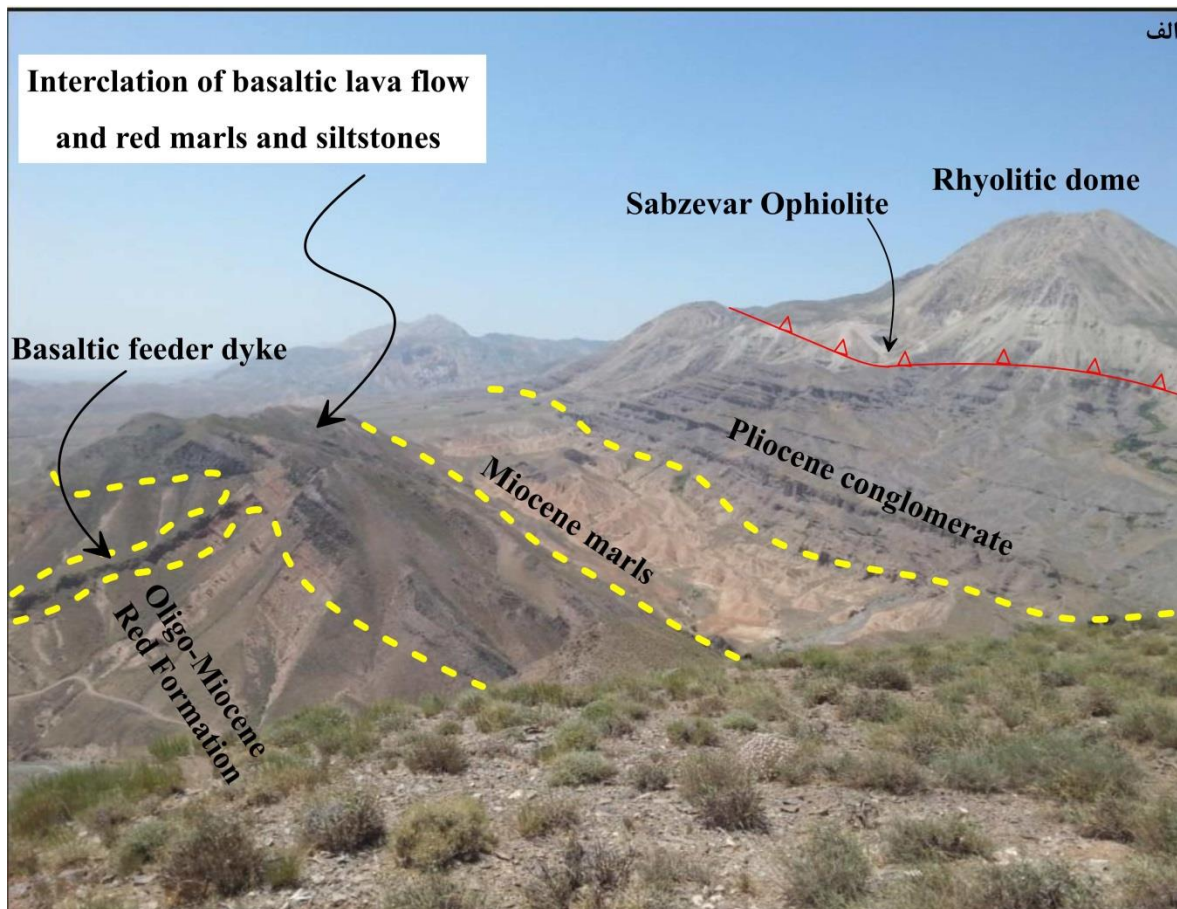 الف
Interclation of basaltic lava flow
and red marls and siltstones
Rhyolitic dome
Sabzevar Ophiolite
Basaltic feeder dyke
Pliocene conglomerate
Miocene marls
Oligo-Miocene
Red Formation